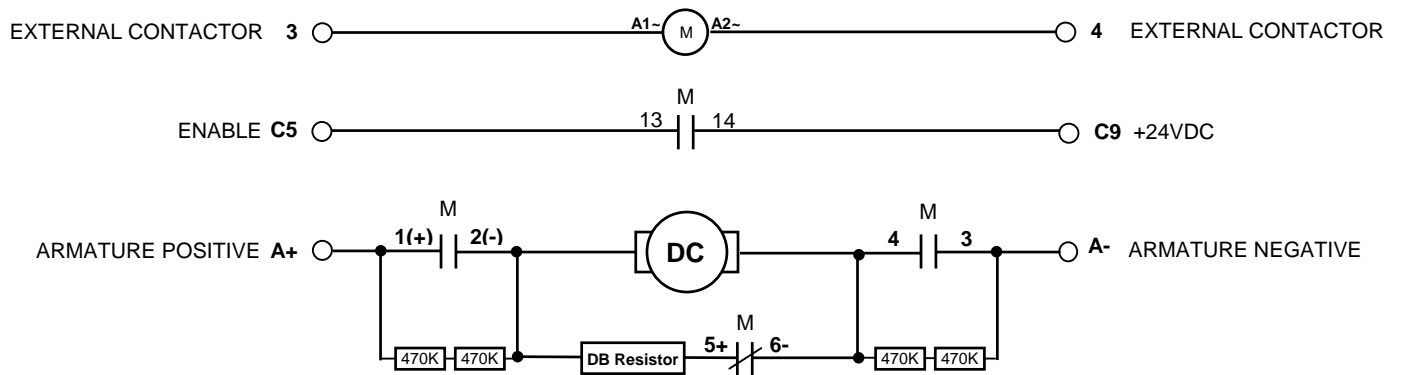 EXTERNAL CONTACTOR 3 A1~ M A2~ 4 EXTERNAL CONTACTOR
M
ENABLE C5 13 14 C9 +24VDC
M M
ARMATURE POSITIVE A+ 1(+) 2(-) DC 4 3 A- ARMATURE NEGATIVE
M
470K 470K DB Resistor 5+ 6- 470K 470K